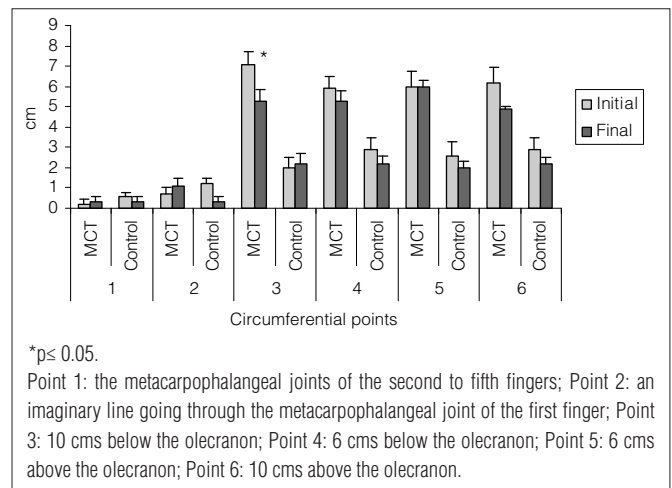 9
8
7
6
5
4
3
2
1
0
cm
*
Initial
Final
MCT Control MCT Control MCT Control MCT Control MCT Control MCT Control
1 2 3 4 5 6
Circumferential points
*p≤ 0.05.
Point 1: the metacarpophalangeal joints of the second to fifth fingers; Point 2: an
imaginary line going through the metacarpophalangeal joint of the first finger; Point
3: 10 cms below the olecranon; Point 4: 6 cms below the olecranon; Point 5: 6 cms
above the olecranon; Point 6: 10 cms above the olecranon.